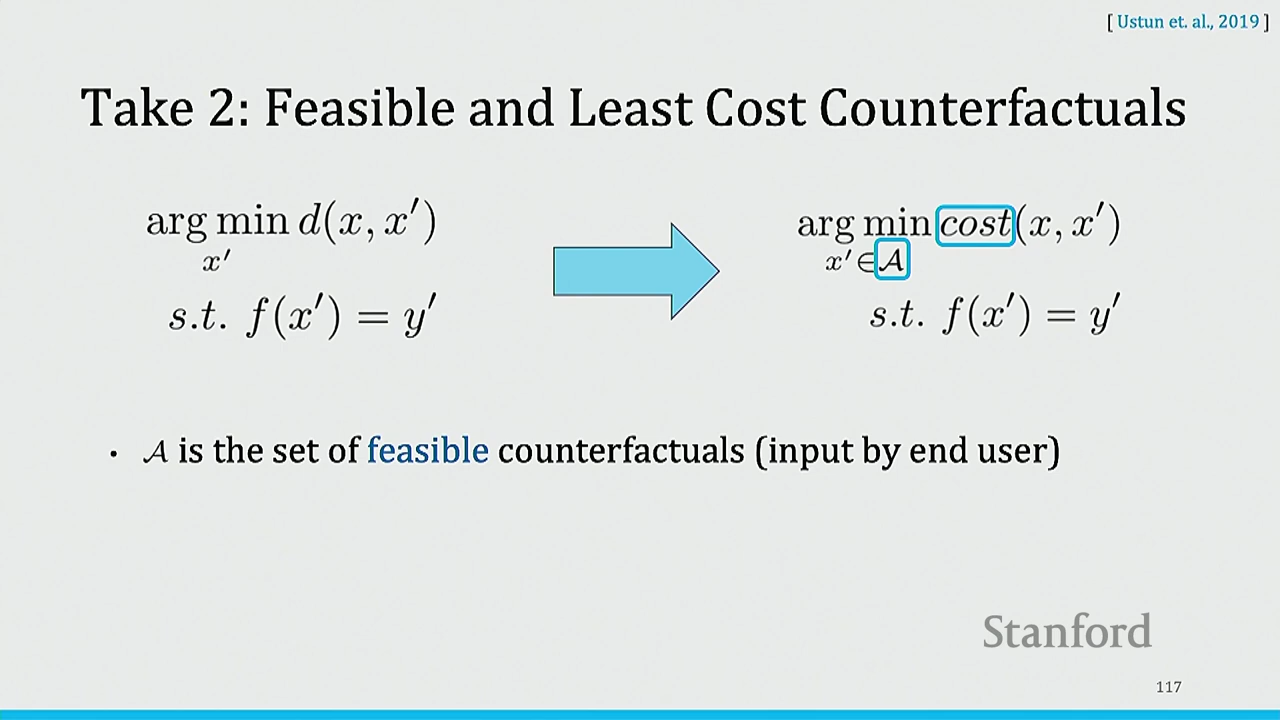 [ Ustun et. al., 2019 ]
Take 2: Feasible and Least Cost Counterfactuals
arg min d(x, x′)
x′
s.t. f(x′) = y′
arg min cost(x, x′)
x′∈𝒜
s.t. f(x′) = y′
• 𝒜 is the set of feasible counterfactuals (input by end user)
Stanford
117